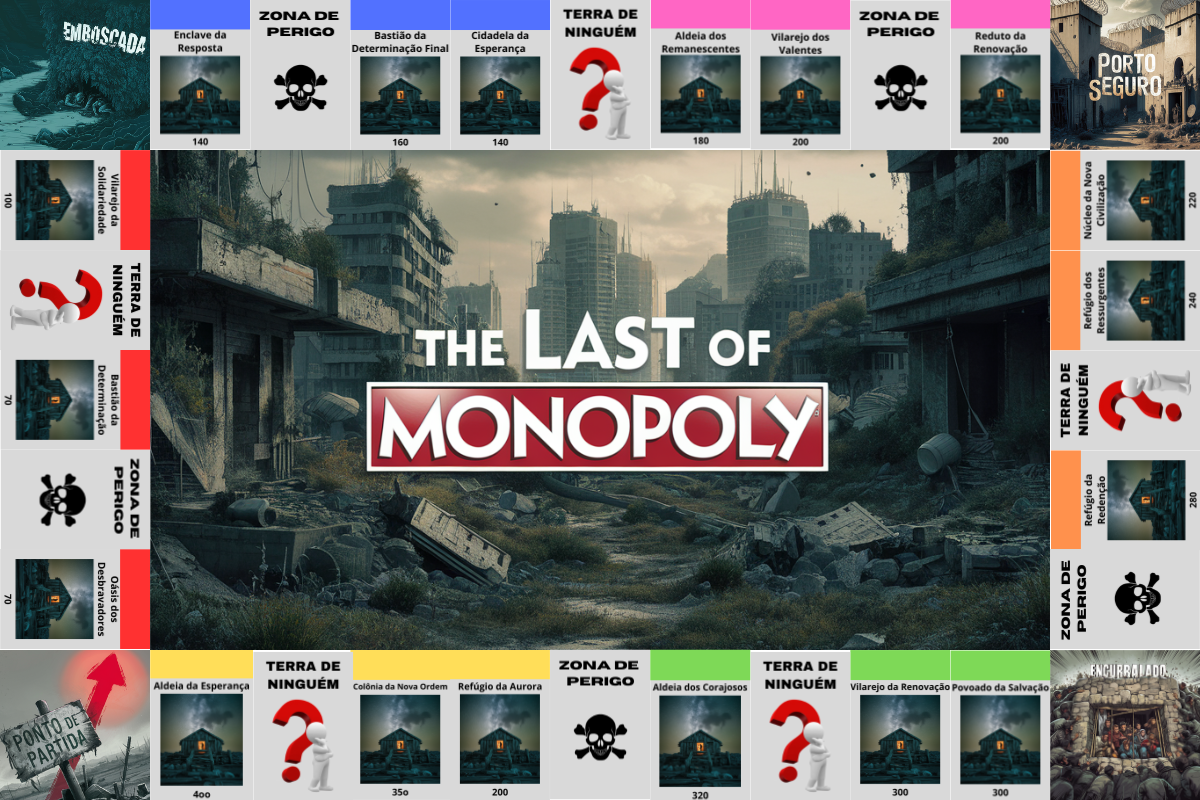 EMBOSCADA
Enclave da
Resposta
140
ZONA DE
PERIGO
Bastião da
Determinação Final
160
Cidadela da
Esperança
140
TERRA DE
NINGUÉM
Aldeia dos
Remanescentes
180
Vilarejo dos
Valentes
200
ZONA DE
PERIGO
Reduto da
Renovação
200
PORTO
SEGURO
Vilarejo da
Solidariedade
100
TERRA DE
NINGUÉM
Bastião da
Determinação
70
ZONA DE
PERIGO
Oásis dos
Desbravadores
70
THE LAST OF
MONOPOLY
Núcleo da Nova
Civilização
220
Refúgio dos
Ressurgentes
240
TERRA DE
NINGUÉM
Refúgio da
Redenção
280
ZONA DE
PERIGO
PONTO DE
PARTIDA
Aldeia da Esperança
4oo
TERRA DE
NINGUÉM
Colônia da Nova Ordem
35o
Refúgio da Aurora
200
ZONA DE
PERIGO
Aldeia dos Corajosos
320
TERRA DE
NINGUÉM
Vilarejo da Renovação
300
Povoado da Salvação
300
ENCURRALADO